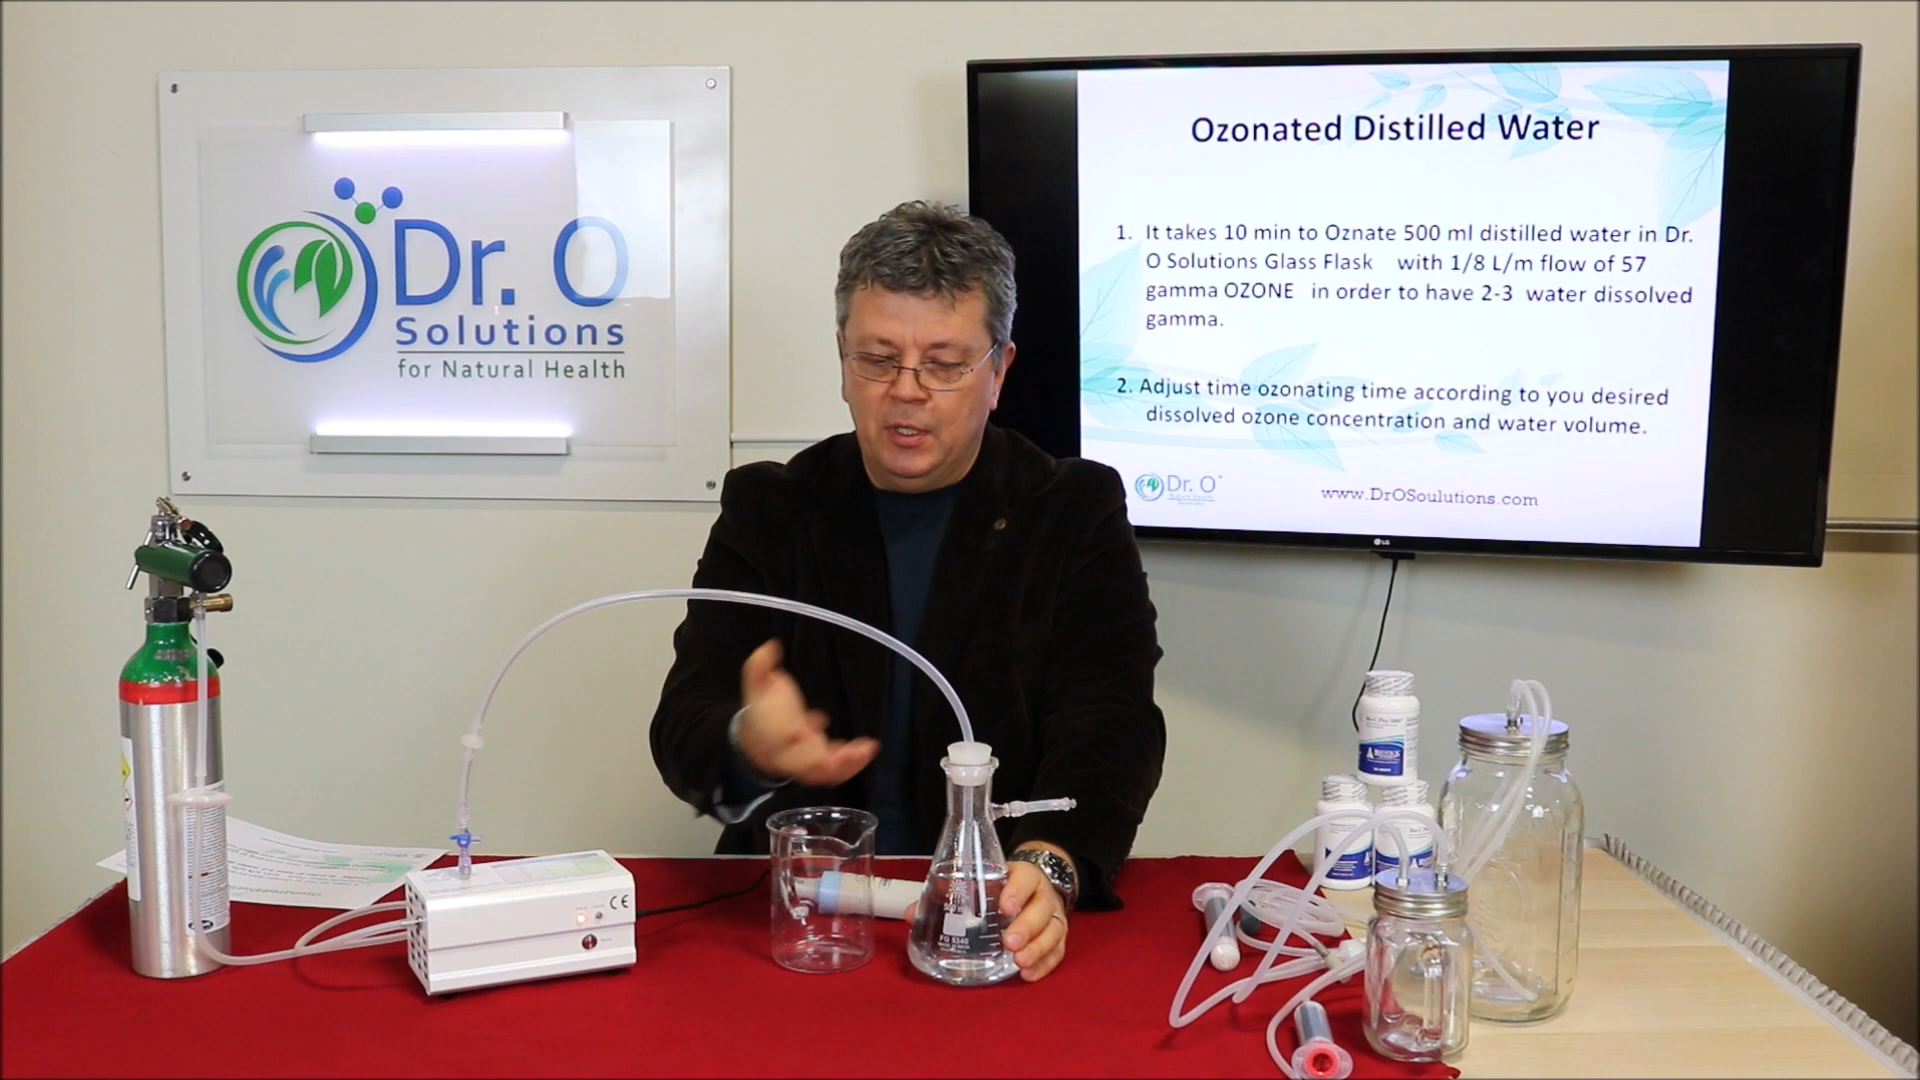 Dr. O
Solutions
for Natural Health
Ozonated Distilled Water
1. It takes 10 min to Oznate 500 ml distilled water in Dr.
O Solutions Glass Flask with 1/8 L/m flow of 57
gamma OZONE in order to have 2-3 water dissolved
gamma.
2. Adjust time ozonating time according to you desired
dissolved ozone concentration and water volume.
Dr. O
www.DrOSoulutions.com
LG
CE
FG 5340